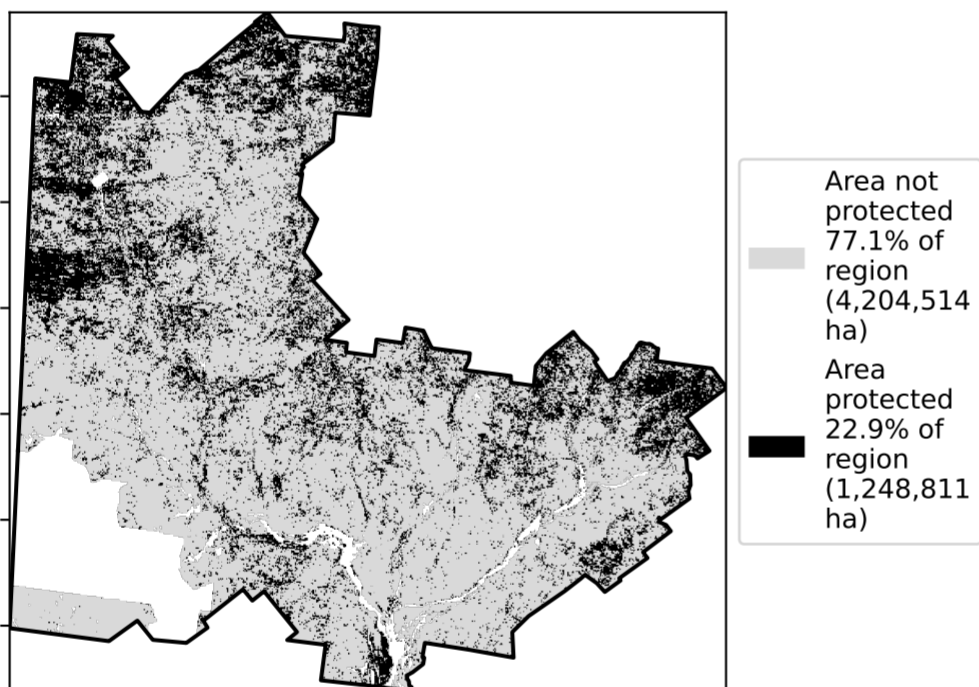 Area not
protected
77.1% of
region
(4,204,514
ha)
Area
protected
22.9% of
region
(1,248,811
ha)